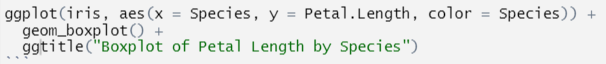 ggplot(iris, aes(x = Species, y = Petal.Length, color = Species)) +
  geom_boxplot() +
  ggtitle("Boxplot of Petal Length by Species")
```